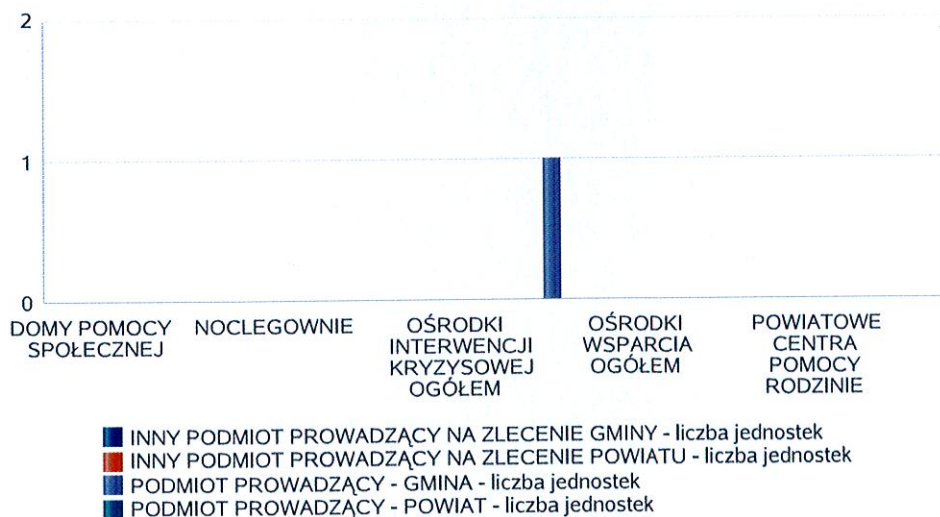 2
1
0
DOMY POMOCY
SPOŁECZNEJ
NOCLEGOWNIE
OŚRODKI
INTERWENCJI
KRYZYSOWEJ
OGÓŁEM
OŚRODKI
WSPARCIA
OGÓŁEM
POWIATOWE
CENTRA
POMOCY
RODZINIE
INNY PODMIOT PROWADZĄCY NA ZLECENIE GMINY - liczba jednostek
INNY PODMIOT PROWADZĄCY NA ZLECENIE POWIATU - liczba jednostek
PODMIOT PROWADZĄCY - GMINA - liczba jednostek
PODMIOT PROWADZĄCY - POWIAT - liczba jednostek